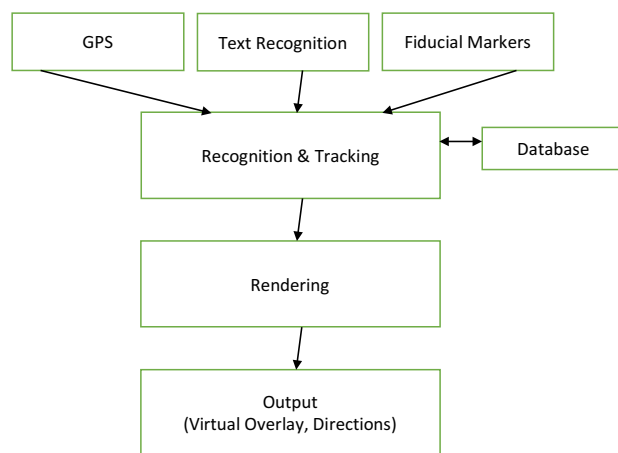 GPS
Text Recognition
Fiducial Markers
Recognition & Tracking
Database
Rendering
Output
(Virtual Overlay, Directions)